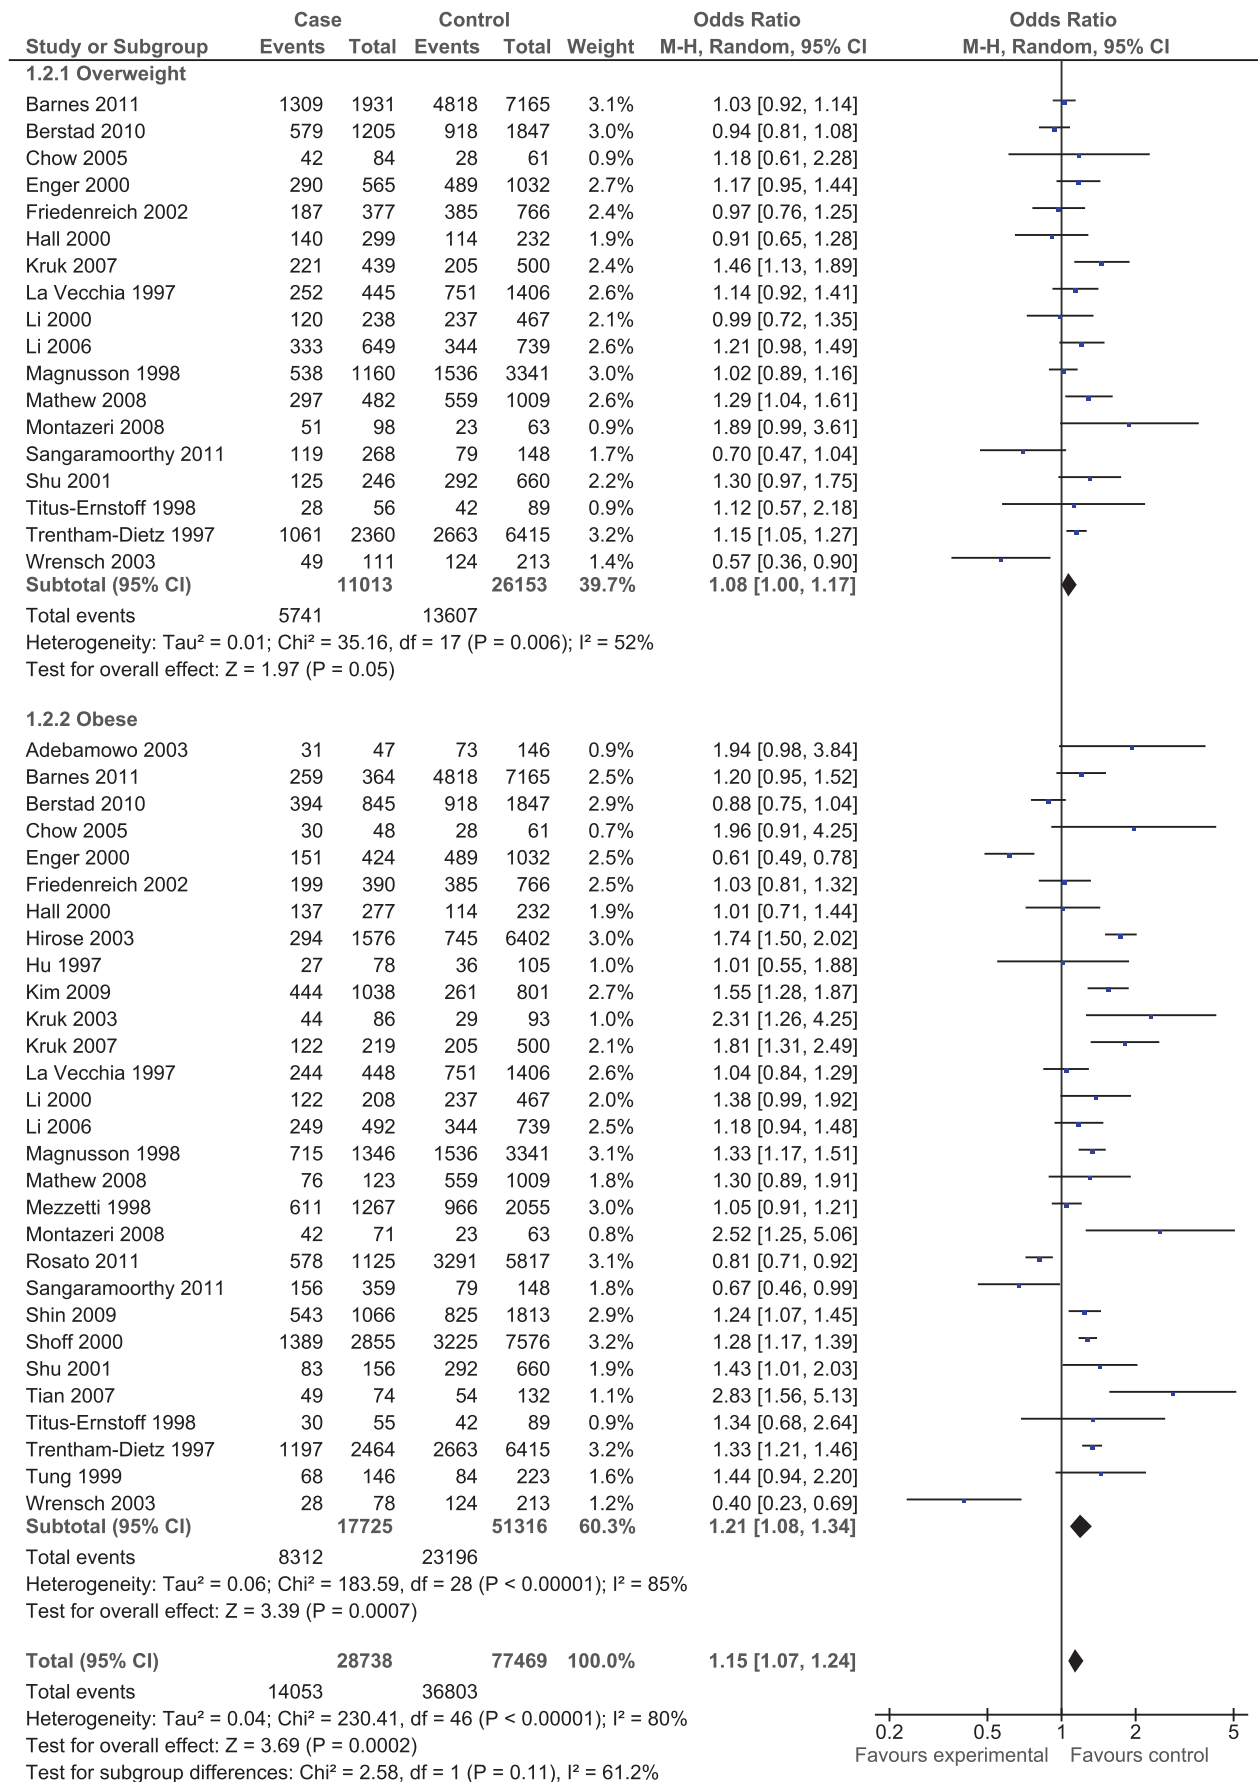 Case Control Odds Ratio Odds Ratio
Study or Subgroup Events Total Events Total Weight M-H, Random, 95% CI M-H, Random, 95% CI
1.2.1 Overweight
Barnes 2011 1309 1931 4818 7165 3.1% 1.03 [0.92, 1.14]
Berstad 2010 579 1205 918 1847 3.0% 0.94 [0.81, 1.08]
Chow 2005 42 84 28 61 0.9% 1.18 [0.61, 2.28]
Enger 2000 290 565 489 1032 2.7% 1.17 [0.95, 1.44]
Friedenreich 2002 187 377 385 766 2.4% 0.97 [0.76, 1.25]
Hall 2000 140 299 114 232 1.9% 0.91 [0.65, 1.28]
Kruk 2007 221 439 205 500 2.4% 1.46 [1.13, 1.89]
La Vecchia 1997 252 445 751 1406 2.6% 1.14 [0.92, 1.41]
Li 2000 120 238 237 467 2.1% 0.99 [0.72, 1.35]
Li 2006 333 649 344 739 2.6% 1.21 [0.98, 1.49]
Magnusson 1998 538 1160 1536 3341 3.0% 1.02 [0.89, 1.16]
Mathew 2008 297 482 559 1009 2.6% 1.29 [1.04, 1.61]
Montazeri 2008 51 98 23 63 0.9% 1.89 [0.99, 3.61]
Sangaramoorthy 2011 119 268 79 148 1.7% 0.70 [0.47, 1.04]
Shu 2001 125 246 292 660 2.2% 1.30 [0.97, 1.75]
Titus-Ernstoff 1998 28 56 42 89 0.9% 1.12 [0.57, 2.18]
Trentham-Dietz 1997 1061 2360 2663 6415 3.2% 1.15 [1.05, 1.27]
Wrensch 2003 49 111 124 213 1.4% 0.57 [0.36, 0.90]
Subtotal (95% CI) 11013 26153 39.7% 1.08 [1.00, 1.17]
Total events 5741 13607
Heterogeneity: Tau² = 0.01; Chi² = 35.16, df = 17 (P = 0.006); I² = 52%
Test for overall effect: Z = 1.97 (P = 0.05)
1.2.2 Obese
Adebamowo 2003 31 47 73 146 0.9% 1.94 [0.98, 3.84]
Barnes 2011 259 364 4818 7165 2.5% 1.20 [0.95, 1.52]
Berstad 2010 394 845 918 1847 2.9% 0.88 [0.75, 1.04]
Chow 2005 30 48 28 61 0.7% 1.96 [0.91, 4.25]
Enger 2000 151 424 489 1032 2.5% 0.61 [0.49, 0.78]
Friedenreich 2002 199 390 385 766 2.5% 1.03 [0.81, 1.32]
Hall 2000 137 277 114 232 1.9% 1.01 [0.71, 1.44]
Hirose 2003 294 1576 745 6402 3.0% 1.74 [1.50, 2.02]
Hu 1997 27 78 36 105 1.0% 1.01 [0.55, 1.88]
Kim 2009 444 1038 261 801 2.7% 1.55 [1.28, 1.87]
Kruk 2003 44 86 29 93 1.0% 2.31 [1.26, 4.25]
Kruk 2007 122 219 205 500 2.1% 1.81 [1.31, 2.49]
La Vecchia 1997 244 448 751 1406 2.6% 1.04 [0.84, 1.29]
Li 2000 122 208 237 467 2.0% 1.38 [0.99, 1.92]
Li 2006 249 492 344 739 2.5% 1.18 [0.94, 1.48]
Magnusson 1998 715 1346 1536 3341 3.1% 1.33 [1.17, 1.51]
Mathew 2008 76 123 559 1009 1.8% 1.30 [0.89, 1.91]
Mezzetti 1998 611 1267 966 2055 3.0% 1.05 [0.91, 1.21]
Montazeri 2008 42 71 23 63 0.8% 2.52 [1.25, 5.06]
Rosato 2011 578 1125 3291 5817 3.1% 0.81 [0.71, 0.92]
Sangaramoorthy 2011 156 359 79 148 1.8% 0.67 [0.46, 0.99]
Shin 2009 543 1066 825 1813 2.9% 1.24 [1.07, 1.45]
Shoff 2000 1389 2855 3225 7576 3.2% 1.28 [1.17, 1.39]
Shu 2001 83 156 292 660 1.9% 1.43 [1.01, 2.03]
Tian 2007 49 74 54 132 1.1% 2.83 [1.56, 5.13]
Titus-Ernstoff 1998 30 55 42 89 0.9% 1.34 [0.68, 2.64]
Trentham-Dietz 1997 1197 2464 2663 6415 3.2% 1.33 [1.21, 1.46]
Tung 1999 68 146 84 223 1.6% 1.44 [0.94, 2.20]
Wrensch 2003 28 78 124 213 1.2% 0.40 [0.23, 0.69]
Subtotal (95% CI) 17725 51316 60.3% 1.21 [1.08, 1.34]
Total events 8312 23196
Heterogeneity: Tau² = 0.06; Chi² = 183.59, df = 28 (P < 0.00001); I² = 85%
Test for overall effect: Z = 3.39 (P = 0.0007)
Total (95% CI) 28738 77469 100.0% 1.15 [1.07, 1.24]
Total events 14053 36803
Heterogeneity: Tau² = 0.04; Chi² = 230.41, df = 46 (P < 0.00001); I² = 80%
Test for overall effect: Z = 3.69 (P = 0.0002)
Test for subgroup differences: Chi² = 2.58, df = 1 (P = 0.11), I² = 61.2%
0.2 0.5 1 2 5
Favours experimental Favours control